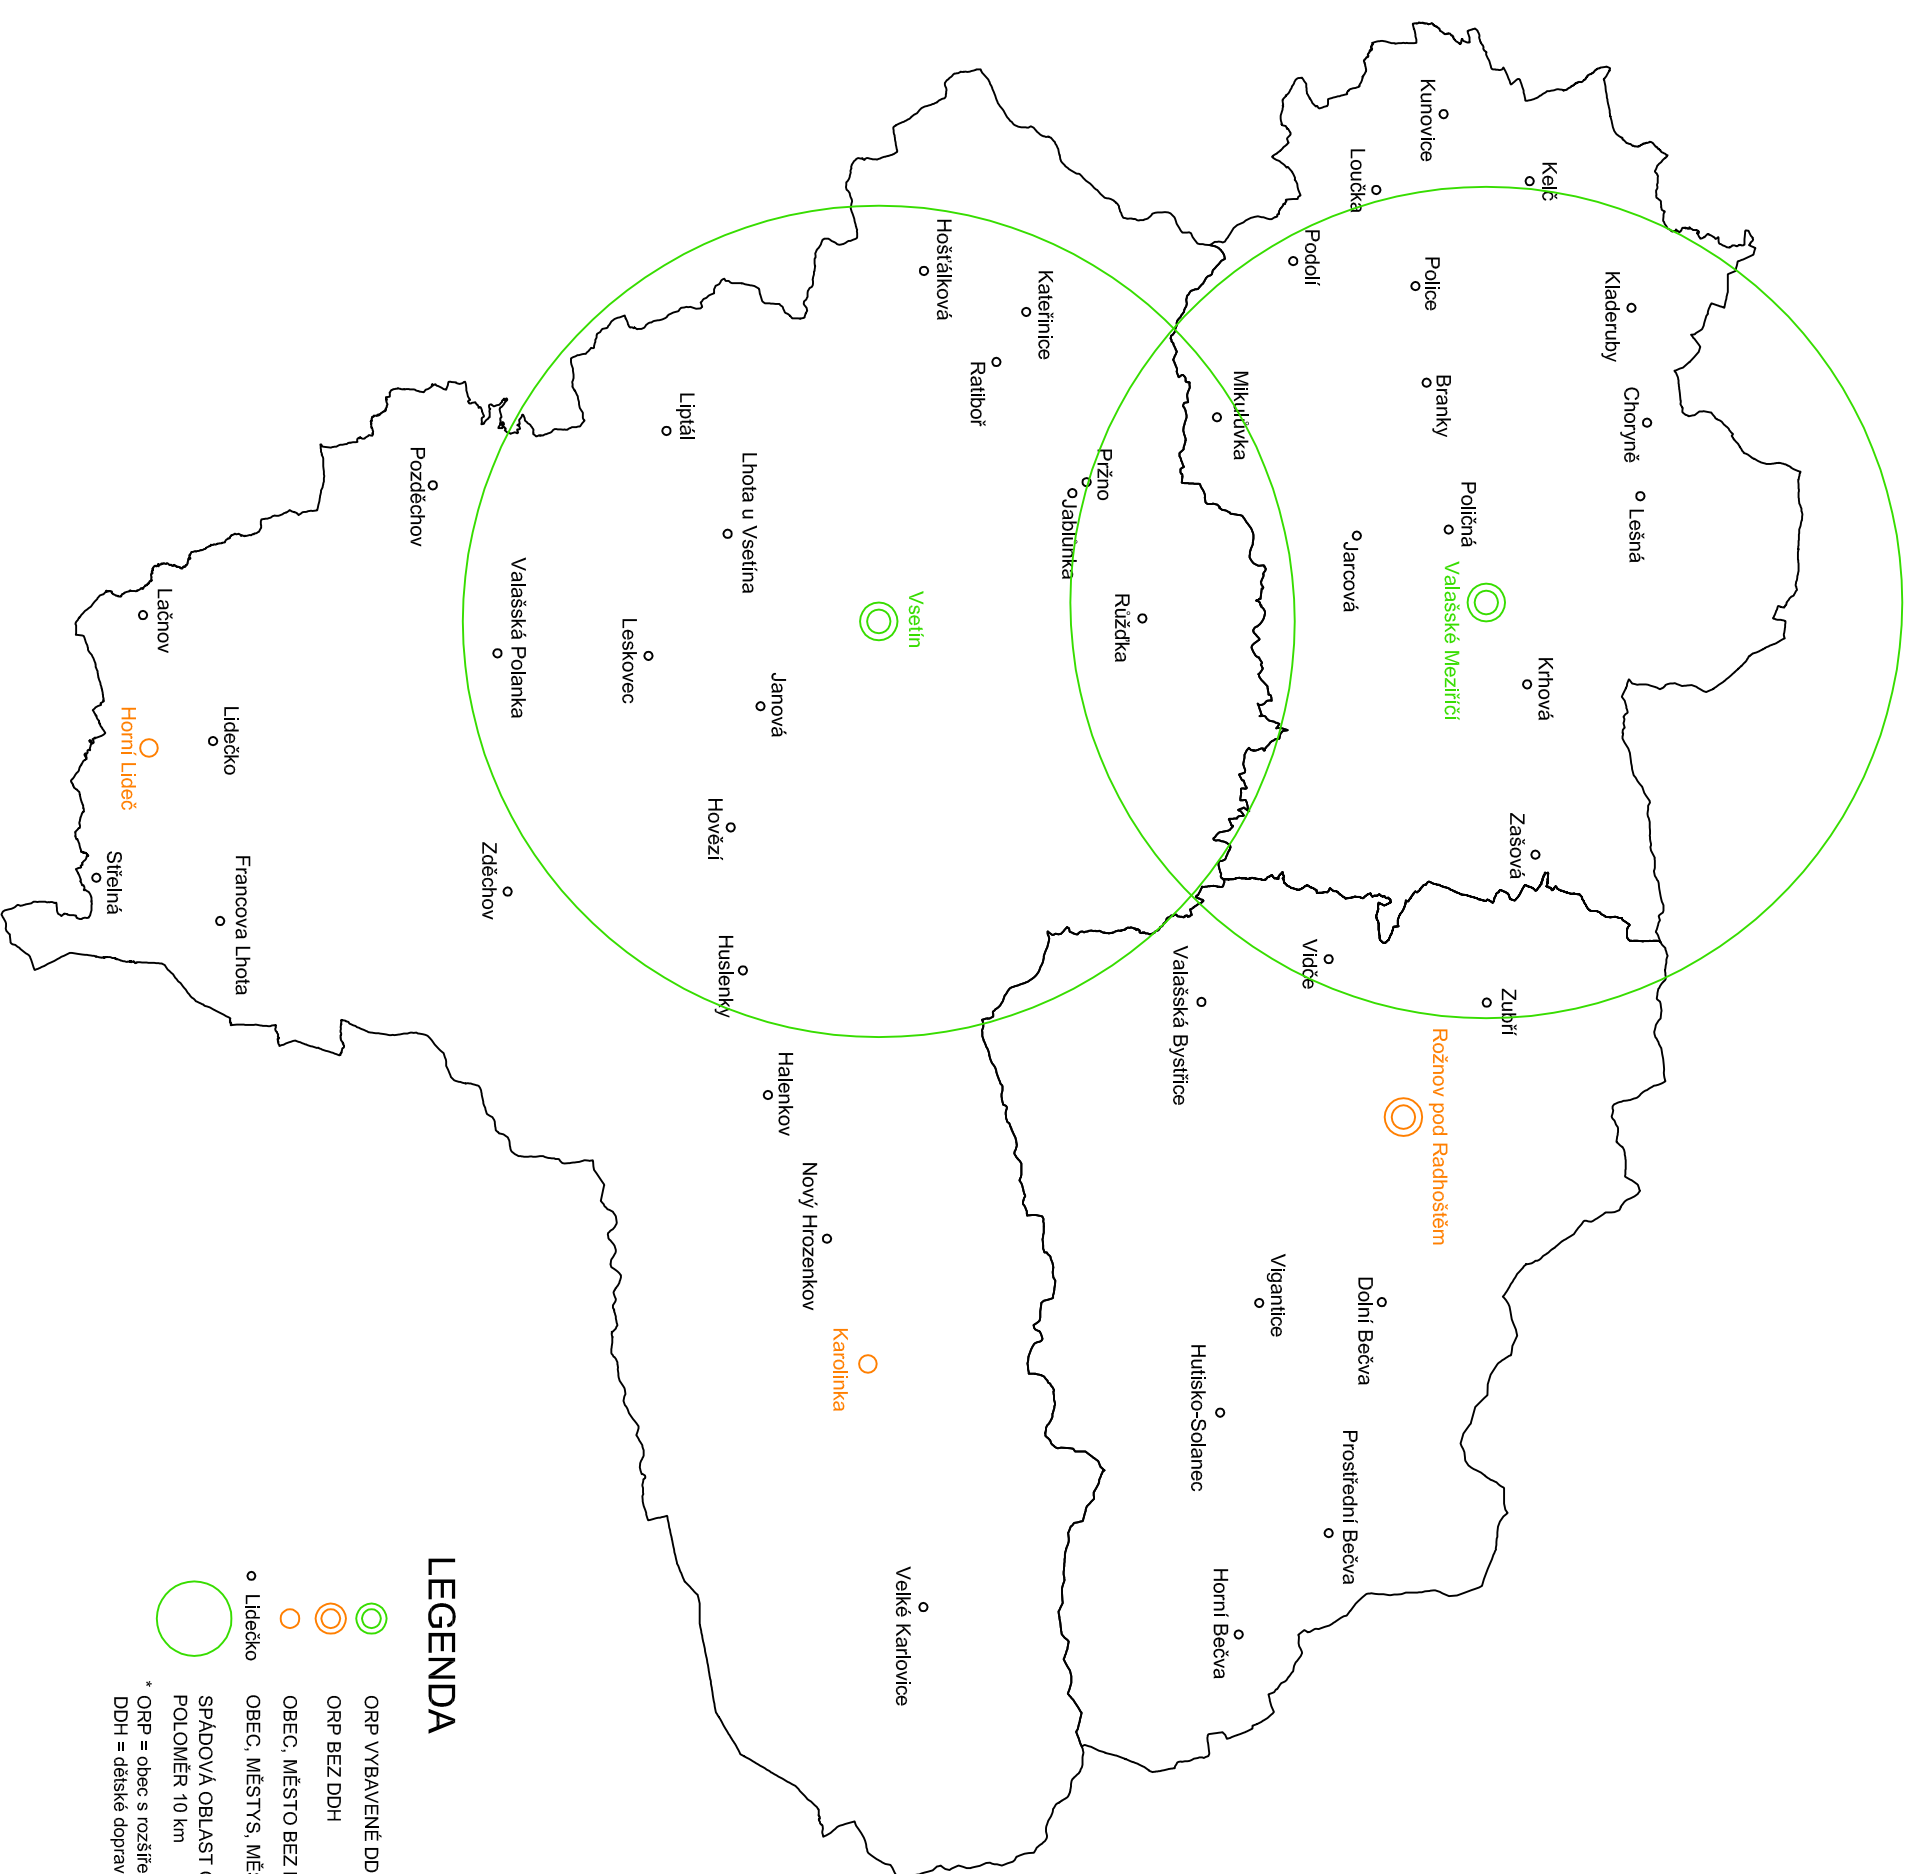 Kelč
Kunovice
Loučka
Podolí
Police
Kladeruby
Choryně
Lešná
Branky
Poličná
Valašské Meziříčí
Jarcová
Mikulůvka
Krhová
Zašová
Vidče
Zubří
Valašská Bystřice
Rožnov pod Radhoštěm
Vigantice
Dolní Bečva
Hutisko-Solanec
Prostřední Bečva
Horní Bečva
Hošťálková
Kateřinice
Ratiboř
Pržno
Jablůnka
Růžďka
Liptál
Lhota u Vsetína
Vsetín
Janová
Leskovec
Valašská Polanka
Pozděchov
Lačnov
Lidečko
Horní Lideč
Střelná
Francova Lhota
Zděchov
Hovězí
Huslenky
Halenkov
Nový Hrozenkov
Karolinka
Velké Karlovice
LEGENDA
ORP VYBAVENÉ DD
ORP BEZ DDH
OBEC, MĚSTO BEZ
Lidečko OBEC, MĚSTYS, MĚS
SPÁDOVÁ OBLAST
POLOMĚR 10 km
* ORP = obec s rozšíře
DDH = dětské doprav